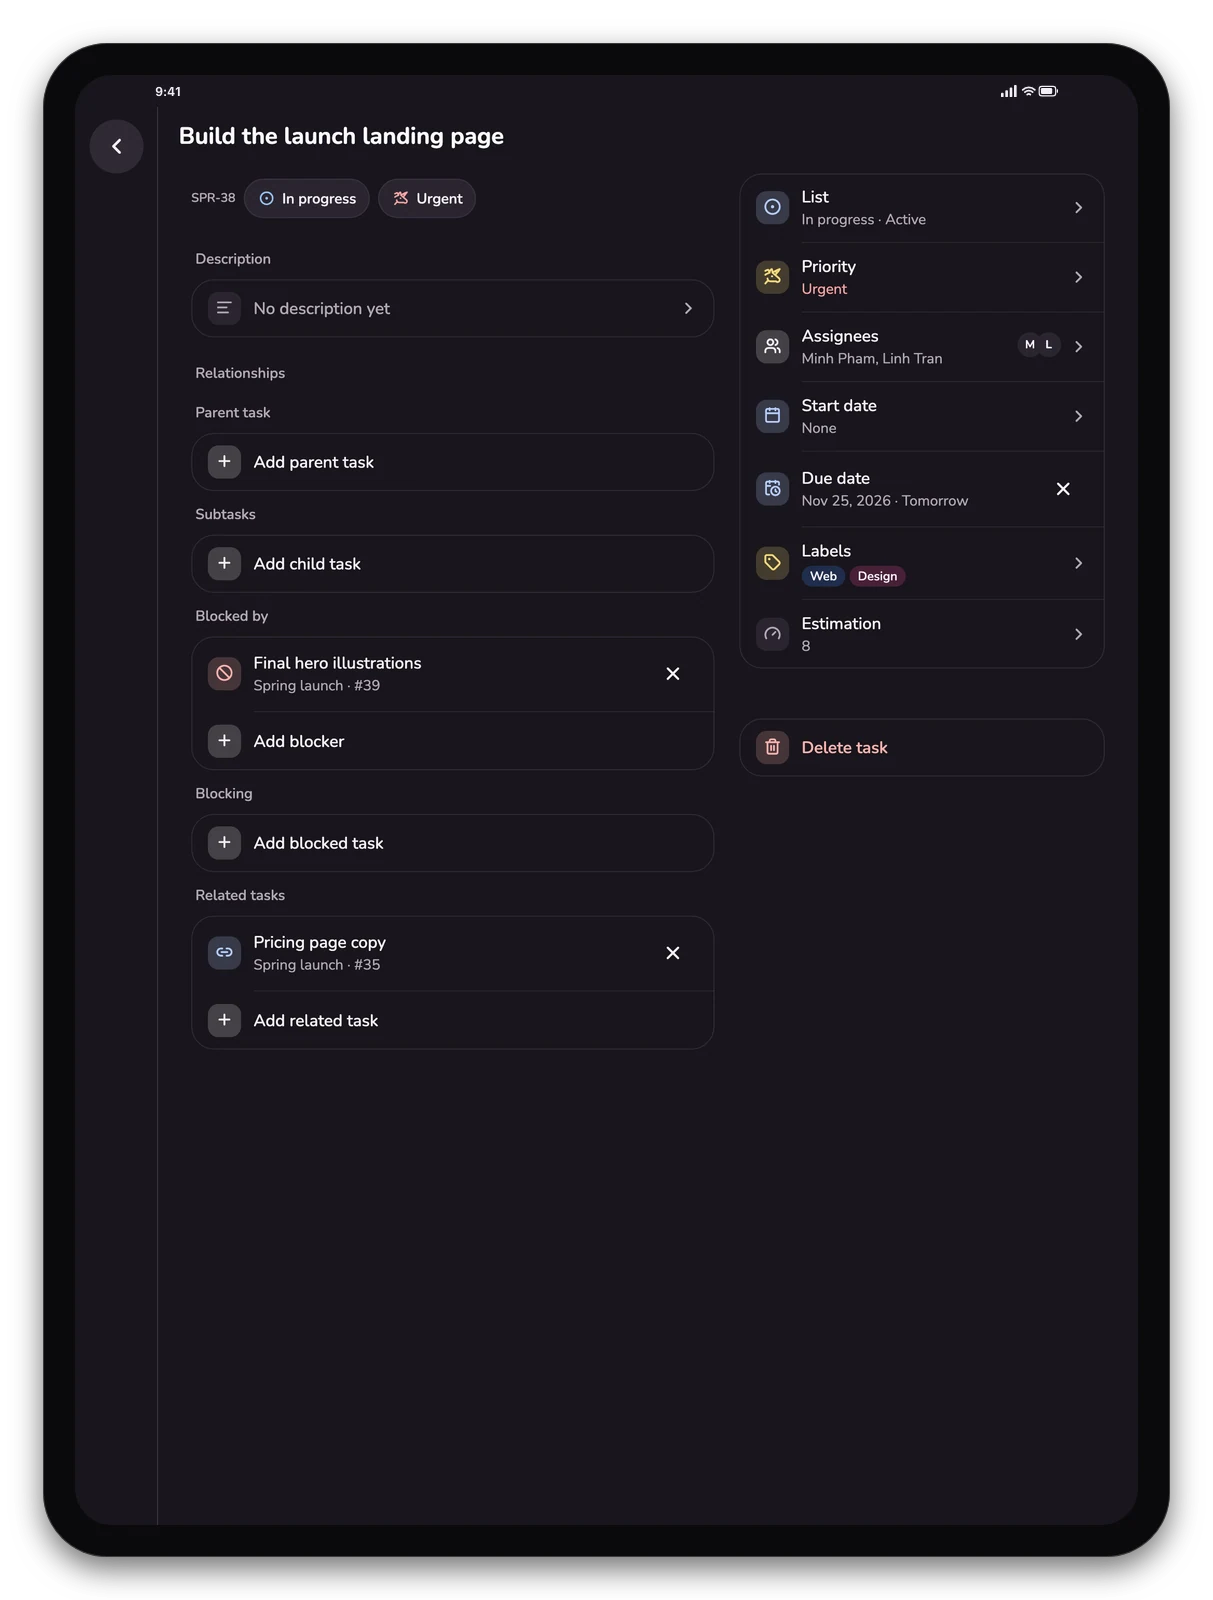 9:41
Build the launch landing page
SPR-38
In progress
Urgent
Description
No description yet
Relationships
Parent task
Add parent task
Subtasks
Add child task
Blocked by
Final hero illustrations
Spring launch · #39
Add blocker
Blocking
Add blocked task
Related tasks
Pricing page copy
Spring launch · #35
Add related task
List
In progress · Active
Priority
Urgent
Assignees
Minh Pham, Linh Tran
M L
Start date
None
Due date
Nov 25, 2026 · Tomorrow
Labels
Web Design
Estimation
8
Delete task